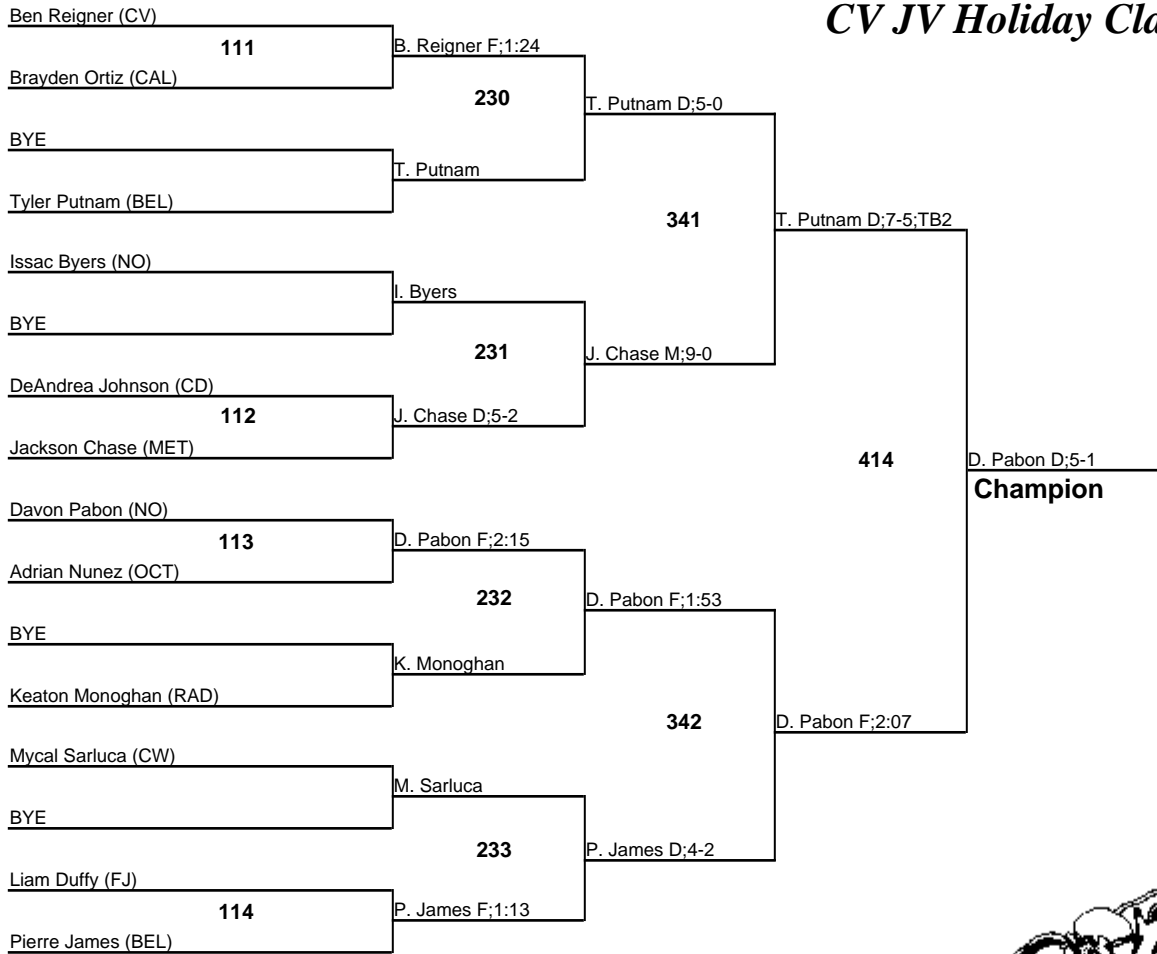 CV JV Holiday
Ben Reigner (CV)
111
B. Reigner F;1:24
Brayden Ortiz (CAL)
230
T. Putnam D;5-0
BYE
T. Putnam
Tyler Putnam (BEL)
341
T. Putnam D;7-5;TB2
Issac Byers (NO)
I. Byers
BYE
231
J. Chase M;9-0
DeAndrea Johnson (CD)
112
J. Chase D;5-2
Jackson Chase (MET)
414
D. Pabon D;5-1
Champion
Davon Pabon (NO)
113
D. Pabon F;2:15
Adrian Nunez (OCT)
232
D. Pabon F;1:53
BYE
K. Monoghan
Keaton Monoghan (RAD)
342
D. Pabon F;2:07
Mycal Sarluca (CW)
M. Sarluca
BYE
233
P. James D;4-2
Liam Duffy (FJ)
114
P. James F;1:13
Pierre James (BEL)